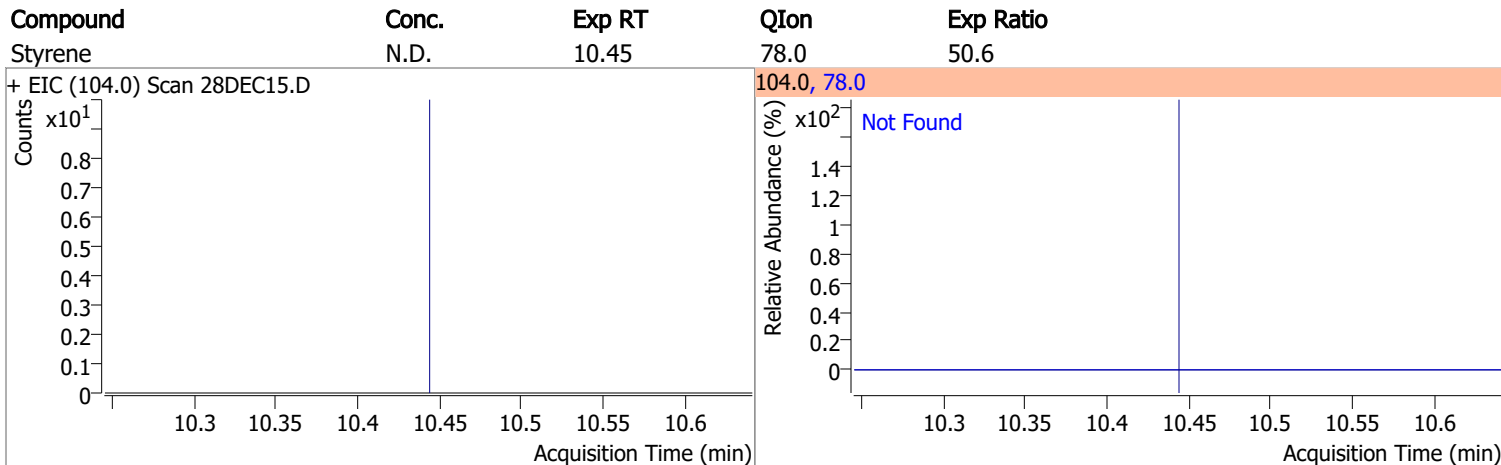 Compound Conc. Exp RT QIon Exp Ratio
Styrene N.D. 10.45 78.0 50.6
+ EIC (104.0) Scan 28DEC15.D
Counts
x10¹
0.8
0.7
0.6
0.5
0.4
0.3
0.2
0.1
0
10.3 10.35 10.4 10.45 10.5 10.55 10.6
Acquisition Time (min)
104.0, 78.0
Relative Abundance (%)
x10²
Not Found
1.4
1.2
1
0.8
0.6
0.4
0.2
0
10.3 10.35 10.4 10.45 10.5 10.55 10.6
Acquisition Time (min)